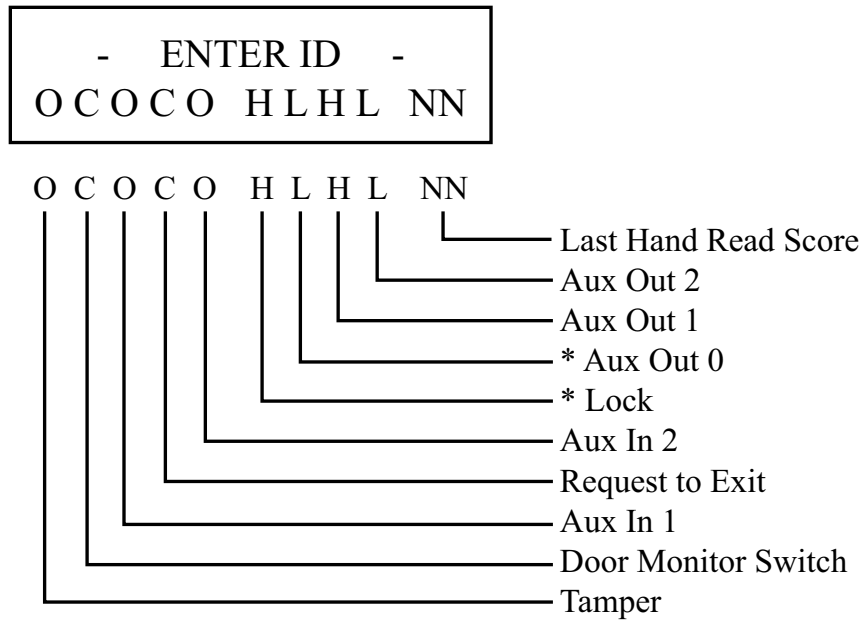 - ENTER ID -
O C O C O H L H L NN
O C O C O H L H L NN
Last Hand Read Score
Aux Out 2
Aux Out 1
* Aux Out 0
* Lock
Aux In 2
Request to Exit
Aux In 1
Door Monitor Switch
Tamper